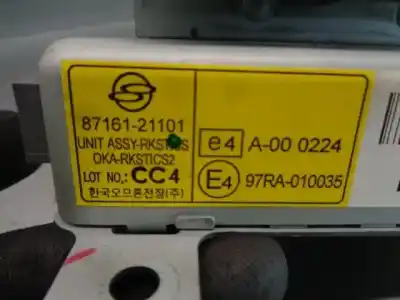 87161-21101
UNIT ASSY-RKSTICS
OKA-RKSTICS2
LOT NO,: CC4
한국오므론전장(주)
e4 A-00 0224
E4 97RA-010035